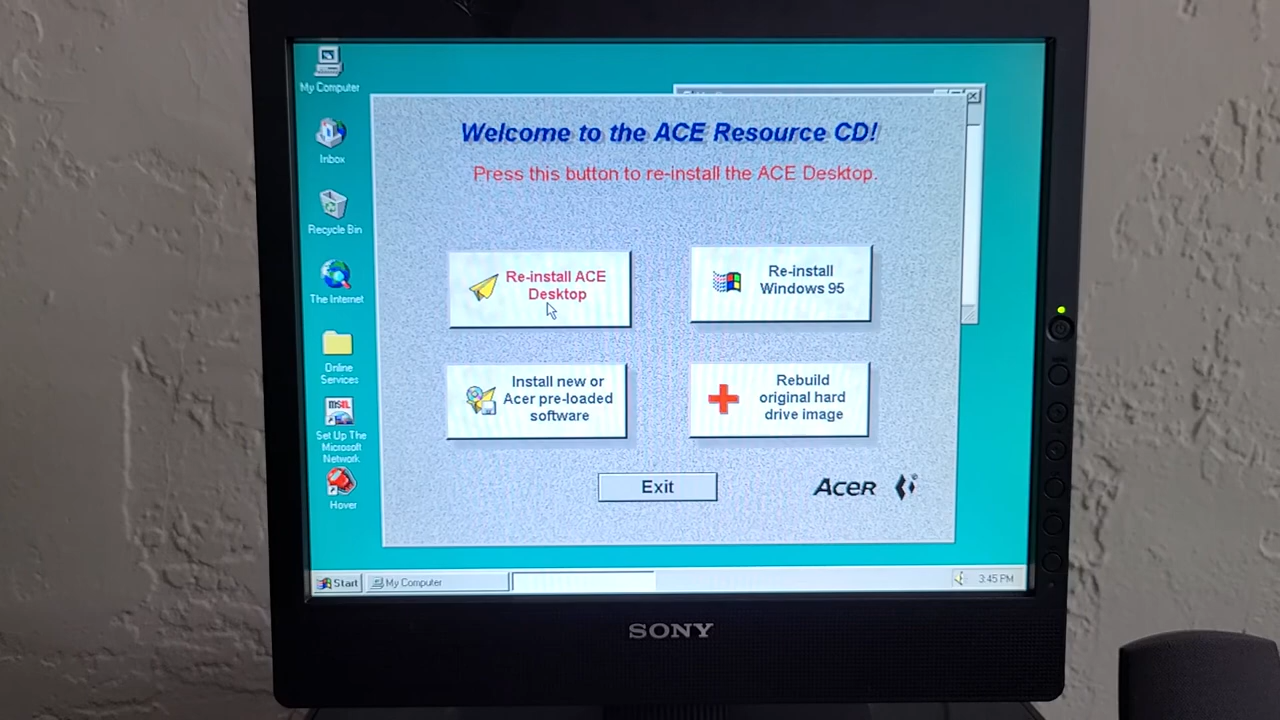 My Computer
Inbox
Recycle Bin
The Internet
Online
Services
MSN
Set Up The
Microsoft
Network
Hover
Welcome to the ACE Resource CD!
Press this button to re-install the ACE Desktop.
Re-install ACE
Desktop
Re-install
Windows 95
Install new or
Acer pre-loaded
software
Rebuild
original hard
drive image
Exit
ACER
Start
My Computer
3:45 PM
SONY